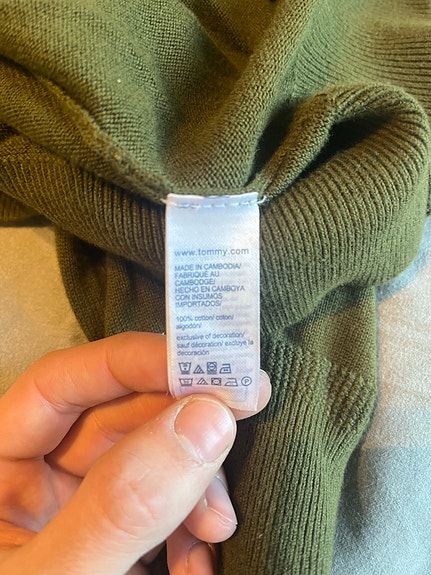 www.tommy.com
MADE IN CAMBODIA/
FABRIQUÉ AU
CAMBODGE/
HECHO EN CAMBOYA
CON INSUMOS
IMPORTADOS/
100% cotton/ coton/
algodón/
exclusive of decoration/
sauf décoration/ excluye la
decoración